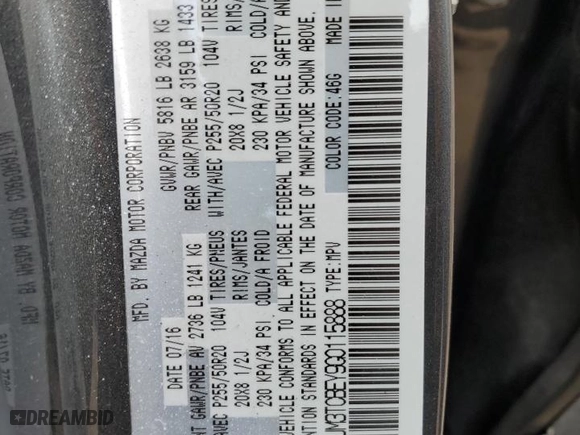 MFD. BY MAZDA MOTOR CORPORATION
DATE 07/16 GVWR/PNBV 5816 LB 2638 KG
NT GAWR/PNBE AV 2736 LB 1241 KG REAR GAWR/PNBE AR 3159 LB 1433
AVEC P255/50R20 104V TIRES/PNEUS WITH/AVEC P255/50R20 104V TIRES
20X8 1/2J RIMS/JANTES 20X8 1/2J RIMS/
230 KPA/34 PSI COLD/A FROID 230 KPA/34 PSI COLD/A
VEHICLE CONFORMS TO ALL APPLICABLE FEDERAL MOTOR VEHICLE SAFETY AND
STANDARDS IN EFFECT ON THE DATE OF MANUFACTURE SHOWN ABOVE.
JM3TCBEY9G0115888 TYPE:MPV COLOR CODE:46G MADE I
AutoBidMaster